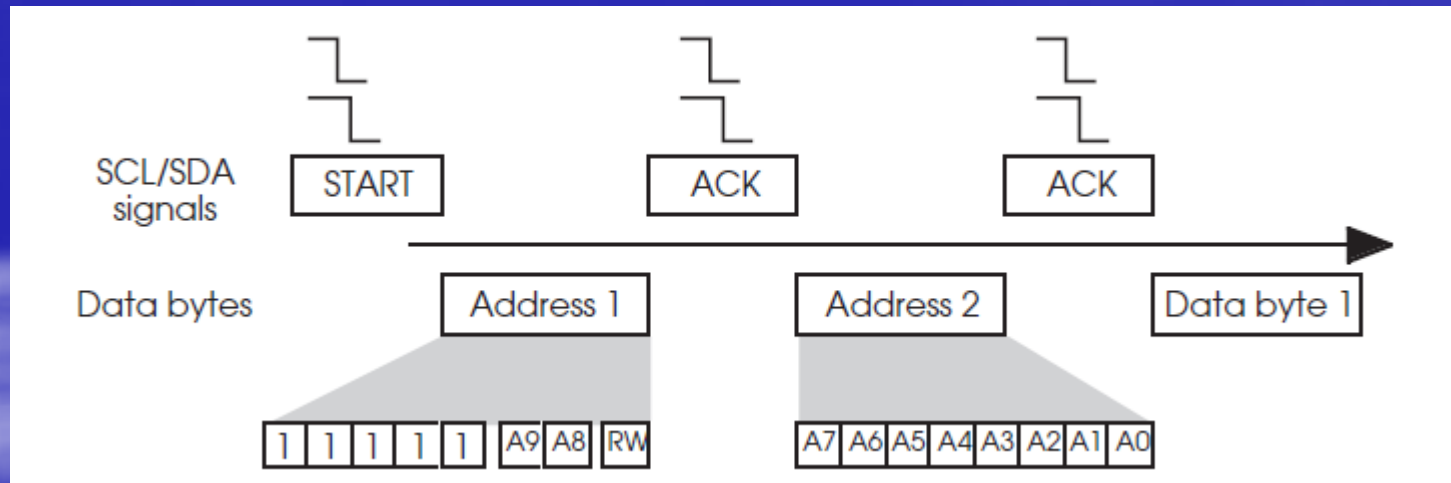 SCL/SDA
signals
START ACK ACK
Data bytes Address 1 Address 2 Data byte 1
1 1 1 1 1 A9 A8 RW A7 A6 A5 A4 A3 A2 A1 A0